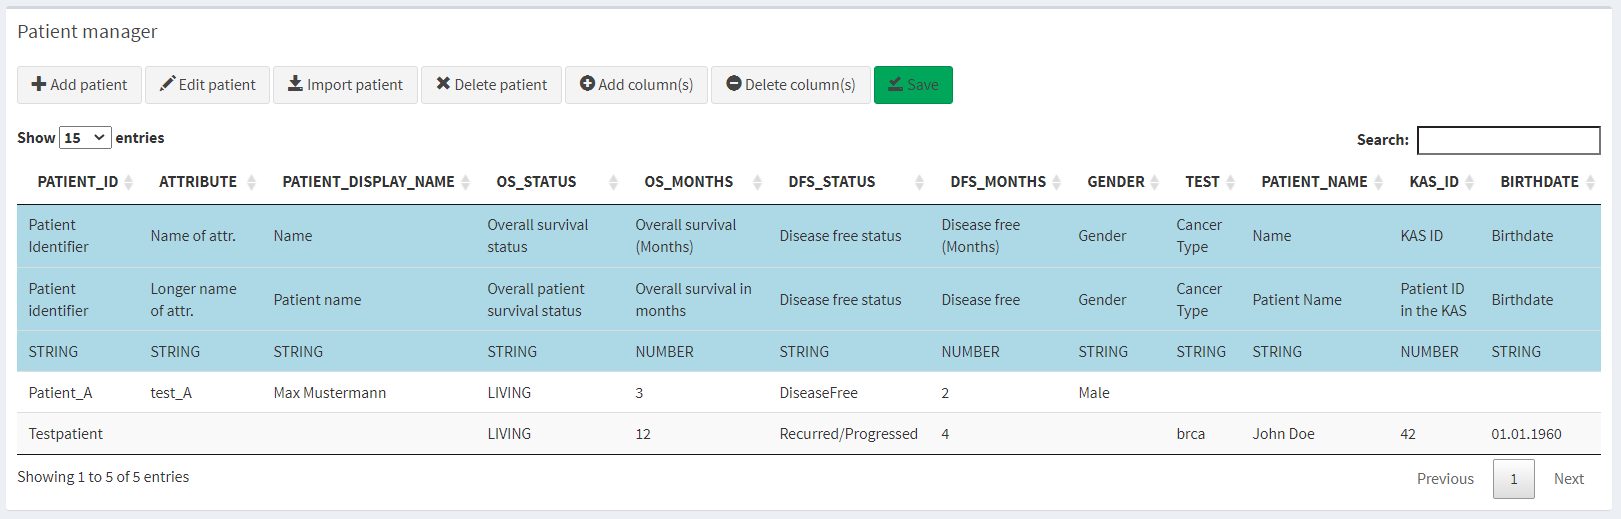 Patient manager
Add patient Edit patient Import patient Delete patient Add column(s) Delete column(s) Save
Show 15 entries Search:
PATIENT_ID ATTRIBUTE PATIENT_DISPLAY_NAME OS_STATUS OS_MONTHS DFS_STATUS DFS_MONTHS GENDER TEST PATIENT_NAME KAS_ID BIRTHDATE
Patient Identifier Name of attr. Name Overall survival status Overall survival (Months) Disease free status Disease free (Months) Gender Cancer Type Name KAS ID Birthdate
Patient identifier Longer name of attr. Patient name Overall patient survival status Overall survival in months Disease free status Disease free Gender Cancer Type Patient Name Patient ID in the KAS Birthdate
STRING STRING STRING STRING NUMBER STRING NUMBER STRING STRING STRING NUMBER STRING
Patient_A test_A Max Mustermann LIVING 3 DiseaseFree 2 Male
Testpatient LIVING 12 Recurred/Progressed 4 brca John Doe 42 01.01.1960
Showing 1 to 5 of 5 entries Previous 1 Next